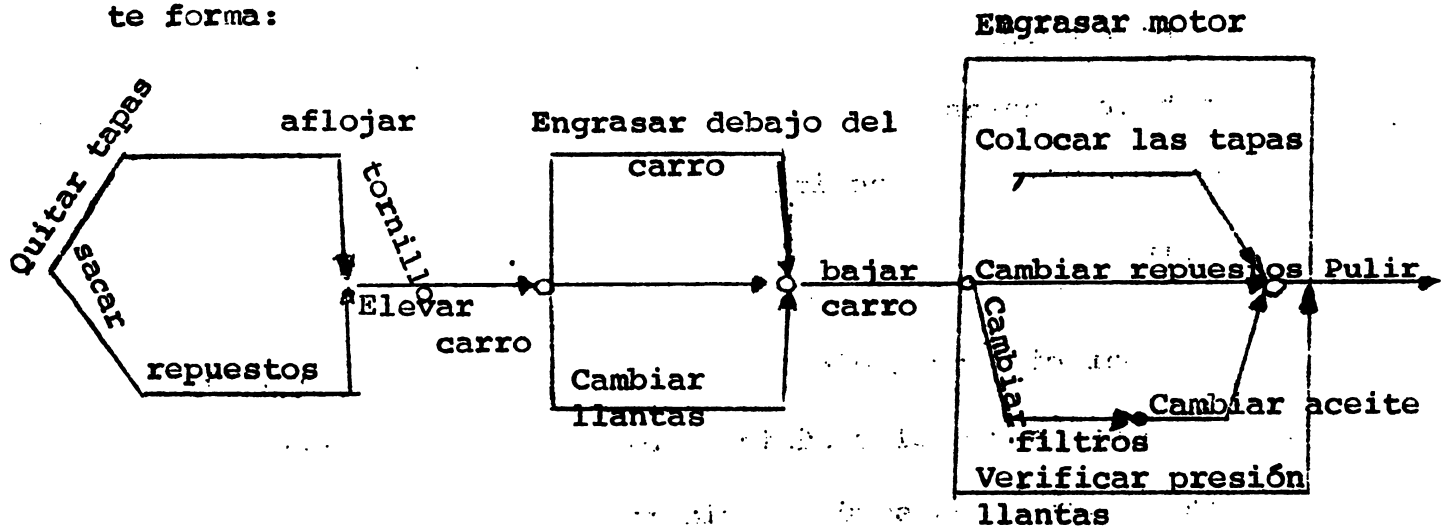 te forma:
Quitar tapas
aflojar
tornillo
sacar
repuestos
Elevar
carro
Engrasar debajo del
carro
Cambiar
llantas
bajar
carro
Engrasar motor
Colocar las tapas
Cambiar repuestos
Pulir
Cambiar
filtros
Cambiar aceite
Verificar presión
llantas